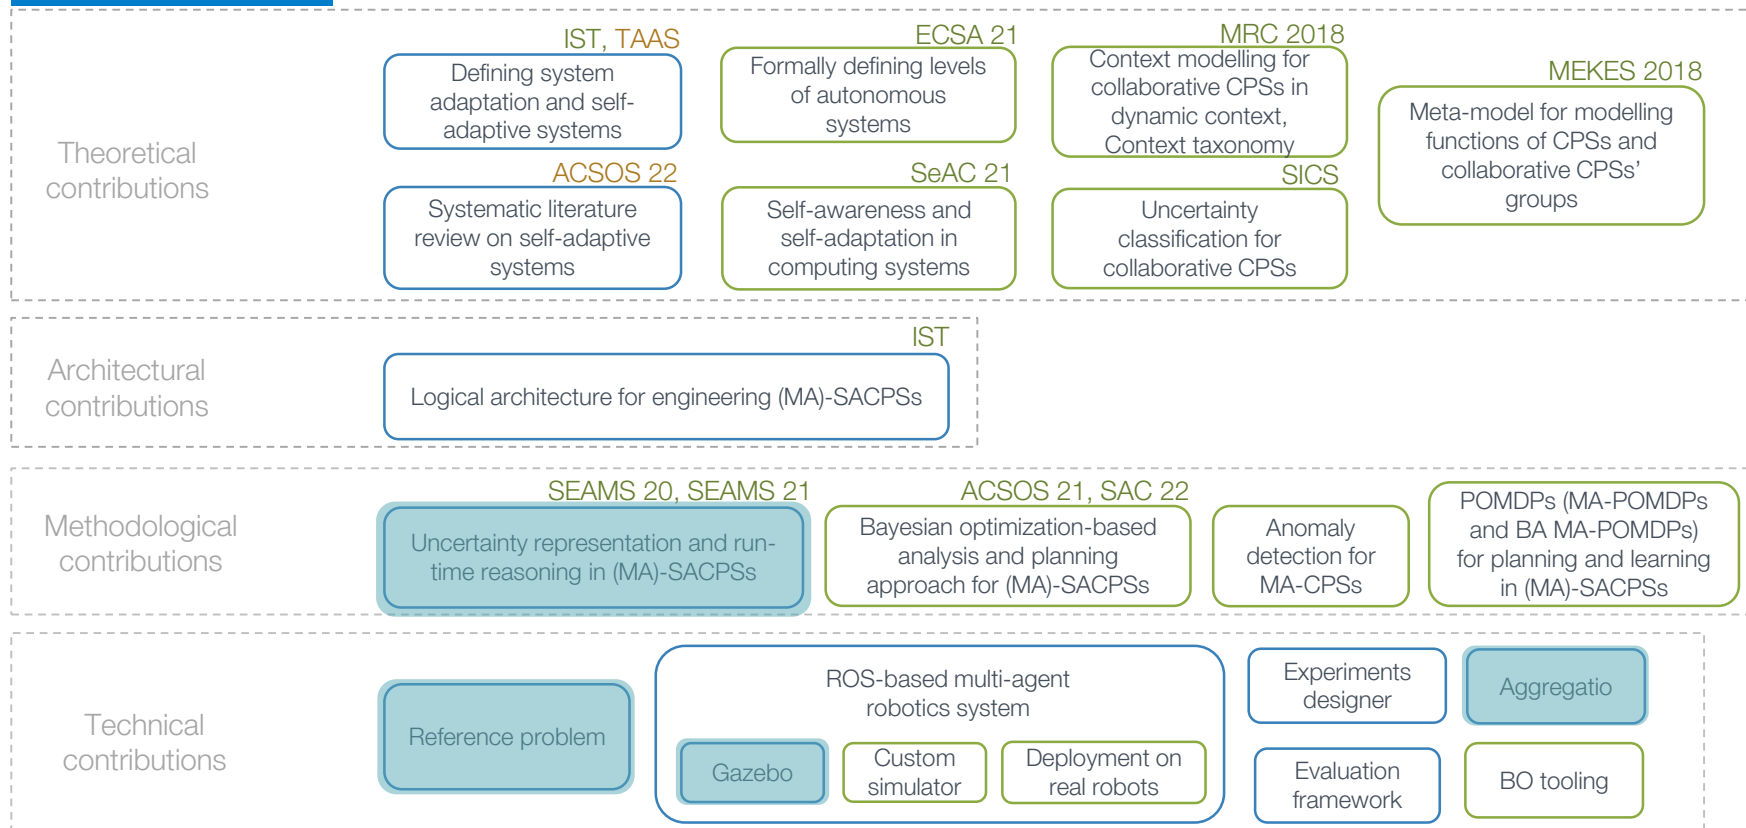 Theoretical
contributions
IST, TAAS
Defining system
adaptation and self-
adaptive systems
ECSA 21
Formally defining levels
of autonomous
systems
MRC 2018
Context modelling for
collaborative CPSs in
dynamic context,
Context taxonomy
MEKES 2018
Meta-model for modelling
functions of CPSs and
collaborative CPSs’
groups
ACSOS 22
Systematic literature
review on self-adaptive
systems
SeAC 21
Self-awareness and
self-adaptation in
computing systems
SICS
Uncertainty
classification for
collaborative CPSs
Architectural
contributions
IST
Logical architecture for engineering (MA)-SACPSs
Methodological
contributions
SEAMS 20, SEAMS 21
Uncertainty representation and run-
time reasoning in (MA)-SACPSs
ACSOS 21, SAC 22
Bayesian optimization-based
analysis and planning
approach for (MA)-SACPSs
Anomaly
detection for
MA-CPSs
POMDPs (MA-POMDPs
and BA MA-POMDPs)
for planning and learning
in (MA)-SACPSs
Technical
contributions
Reference problem
ROS-based multi-agent
robotics system
Gazebo
Custom
simulator
Deployment on
real robots
Experiments
designer
Aggregatio
Evaluation
framework
BO tooling